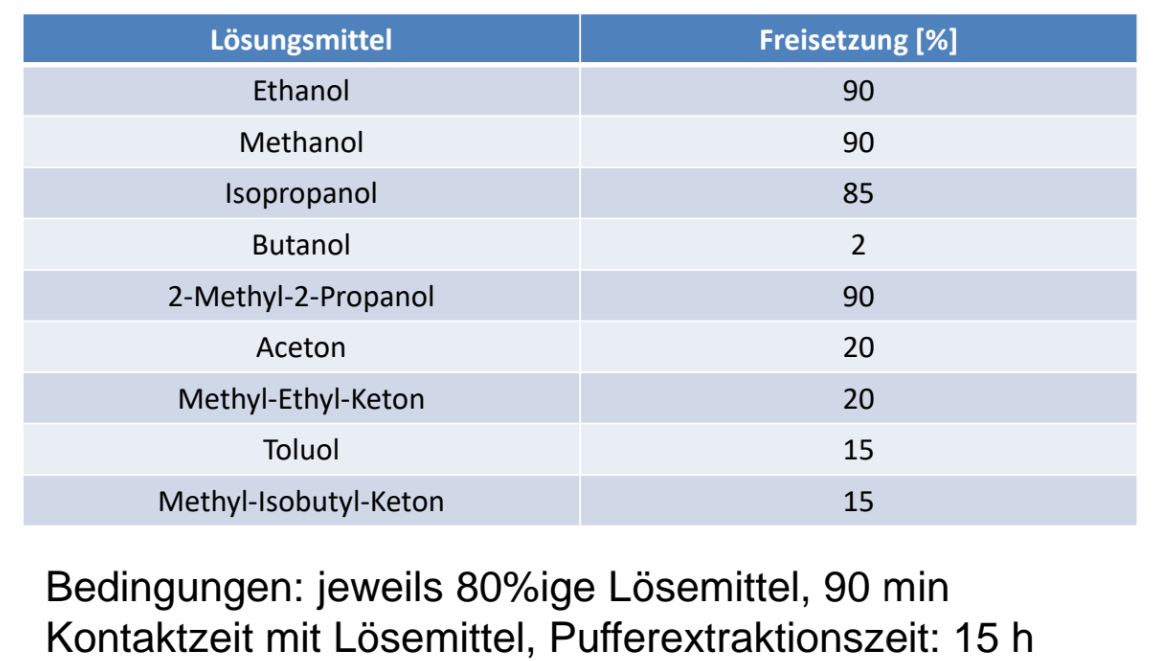 Lösungsmittel Freisetzung [%]
Ethanol 90
Methanol 90
Isopropanol 85
Butanol 2
2-Methyl-2-Propanol 90
Aceton 20
Methyl-Ethyl-Keton 20
Toluol 15
Methyl-Isobutyl-Keton 15
Bedingungen: jeweils 80%ige Lösemittel, 90 min
Kontaktzeit mit Lösemittel, Pufferextraktionszeit: 15 h